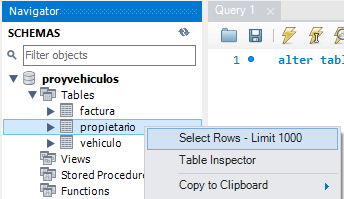 Navigator
Query 1
SCHEMAS
Filter objects
1
alter tabl
proyvehiculos
Tables
factura
propietario
vehiculo
Views
Stored Procedure
Functions
Select Rows - Limit 1000
Table Inspector
Copy to Clipboard